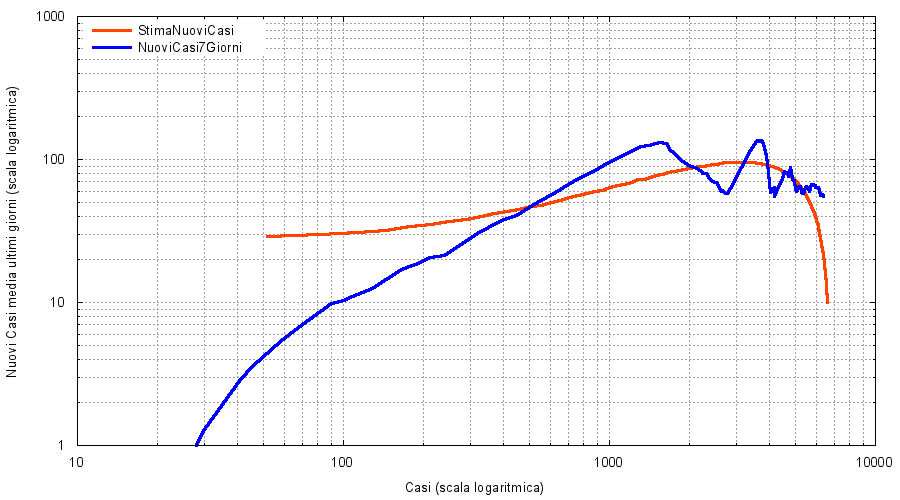 1000
StimaNuoviCasi
NuoviCasi7Giorni
100
10
1
Nuovi Casi media ultimi giorni (scala logaritmica)
10
100
1000
10000
Casi (scala logaritmica)